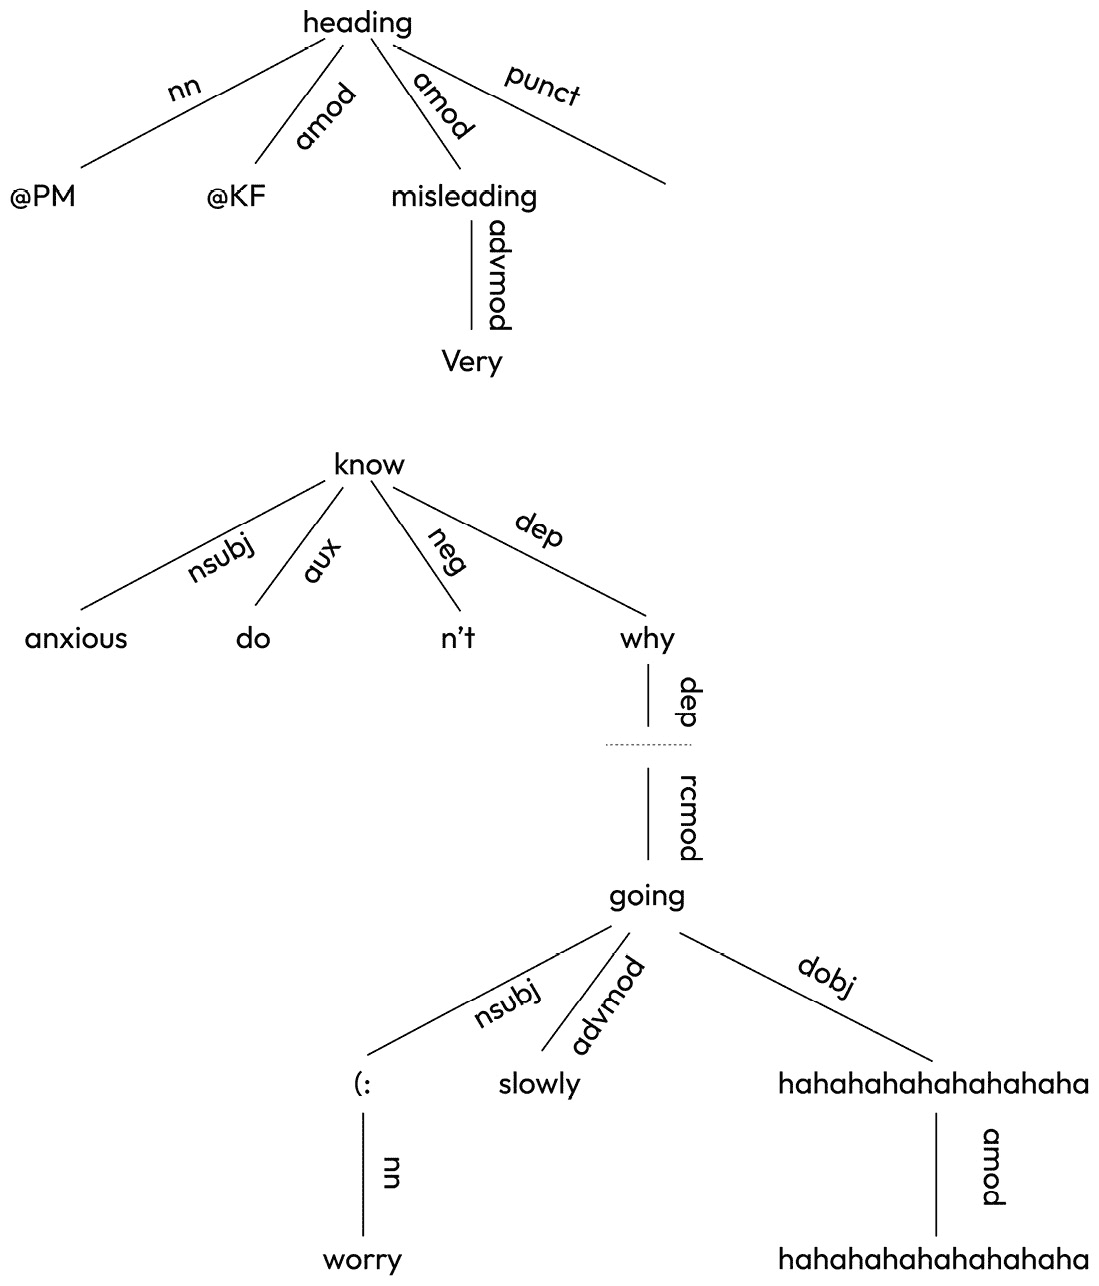 heading
nn amod amod punct
@PM @KF misleading
advmod
Very
know
nsubj aux neg dep
anxious do n't why
dep
rcmod
going
nsubj advmod dobj
(: slowly hahahahahahahahaha
nn amod
worry hahahahahahahahaha